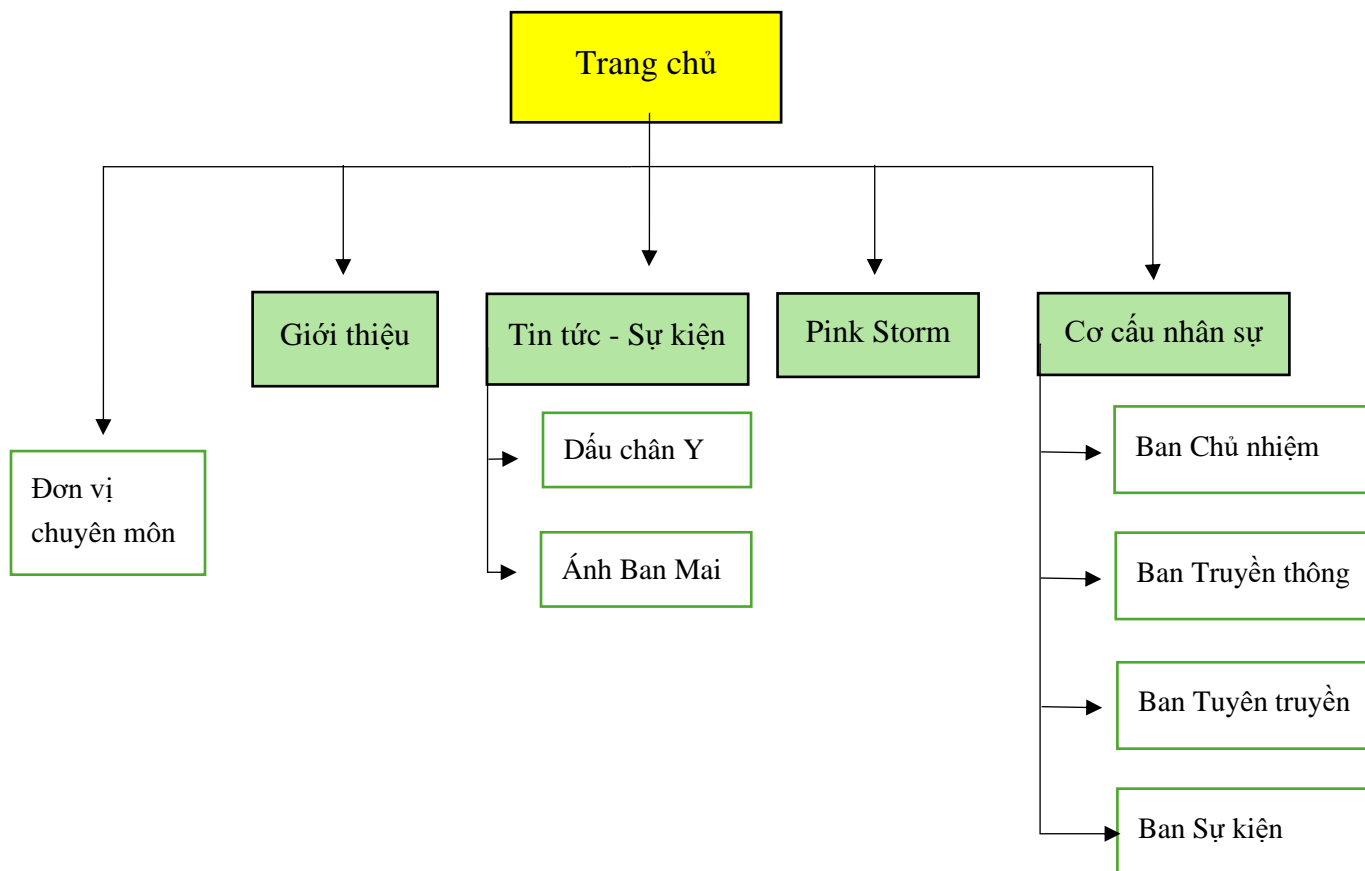 Trang chủ
Giới thiệu
Tin tức - Sự kiện
Pink Storm
Cơ cấu nhân sự
Đơn vị
chuyên môn
Dấu chân Y
Ánh Ban Mai
Ban Chủ nhiệm
Ban Truyền thông
Ban Tuyên truyền
Ban Sự kiện